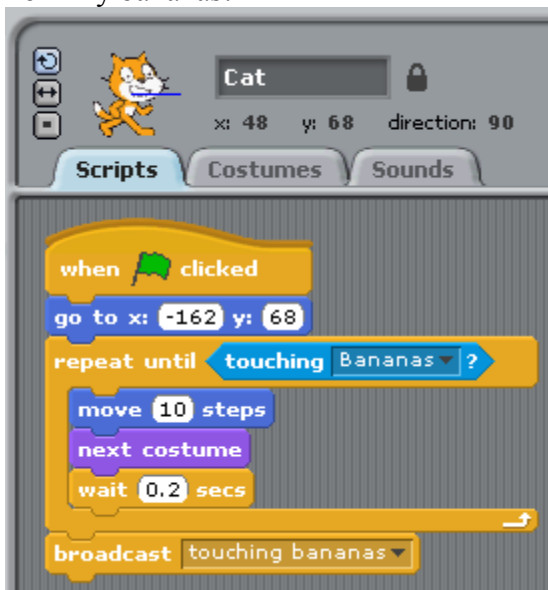 Cat
x: 48 y: 68 direction: 90
Scripts Costumes Sounds
when clicked
go to x: -162 y: 68
repeat until touching Bananas ?
move 10 steps
next costume
wait 0.2 secs
broadcast touching bananas